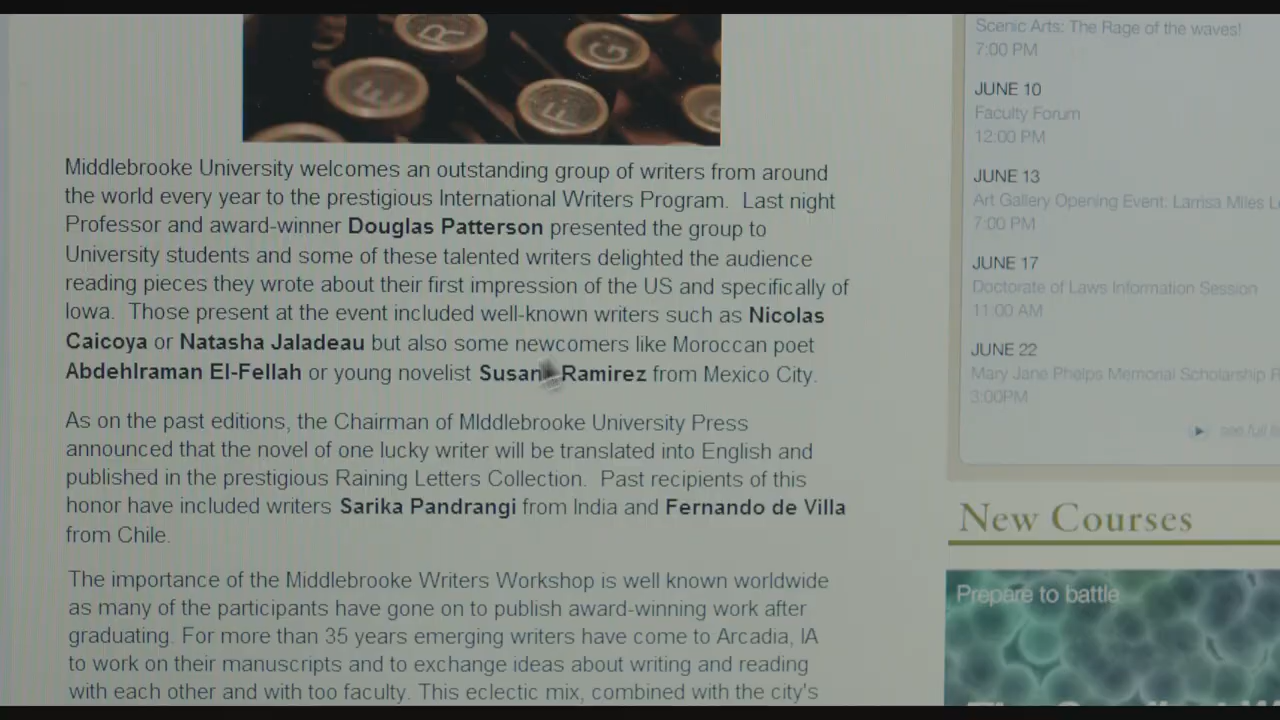 R
G
E
F
Middlebrooke University welcomes an outstanding group of writers from around
the world every year to the prestigious International Writers Program. Last night
Professor and award-winner Douglas Patterson presented the group to
University students and some of these talented writers delighted the audience
reading pieces they wrote about their first impression of the US and specifically of
Iowa. Those present at the event included well-known writers such as Nicolas
Caicoya or Natasha Jaladeau but also some newcomers like Moroccan poet
Abdehlraman El-Fellah or young novelist Susana Ramirez from Mexico City.
As on the past editions, the Chairman of MIddlebrooke University Press
announced that the novel of one lucky writer will be translated into English and
published in the prestigious Raining Letters Collection. Past recipients of this
honor have included writers Sarika Pandrangi from India and Fernando de Villa
from Chile.
The importance of the Middlebrooke Writers Workshop is well known worldwide
as many of the participants have gone on to publish award-winning work after
graduating. For more than 35 years emerging writers have come to Arcadia, IA
to work on their manuscripts and to exchange ideas about writing and reading
with each other and with too faculty. This eclectic mix, combined with the city's
Scenic Arts: The Rage of the waves!
7:00 PM
JUNE 10
Faculty Forum
12:00 PM
JUNE 13
Art Gallery Opening Event: Larrisa Miles
7:00 PM
JUNE 17
Doctorate of Laws Information Session
11:00 AM
JUNE 22
Mary Jane Phelps Memorial Scholarship
3:00PM
see full
New Courses
Prepare to battle